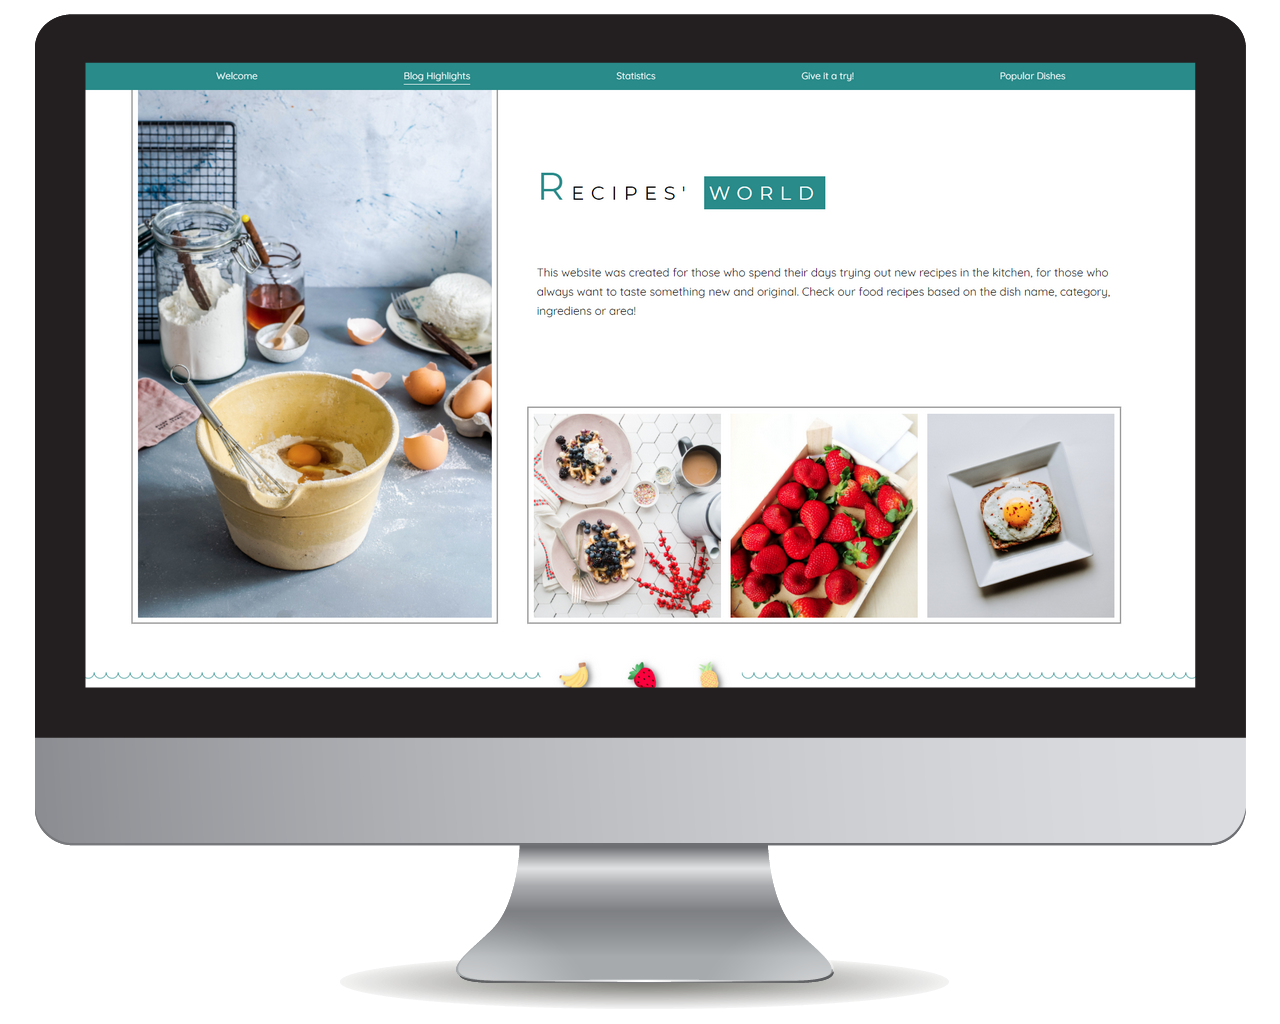 Welcome Blog Highlights Statistics Give it a try! Popular Dishes
RECIPES' WORLD
This website was created for those who spend their days trying out new recipes in the kitchen, for those who
always want to taste something new and original. Check our food recipes based on the dish name, category,
ingrediens or area!